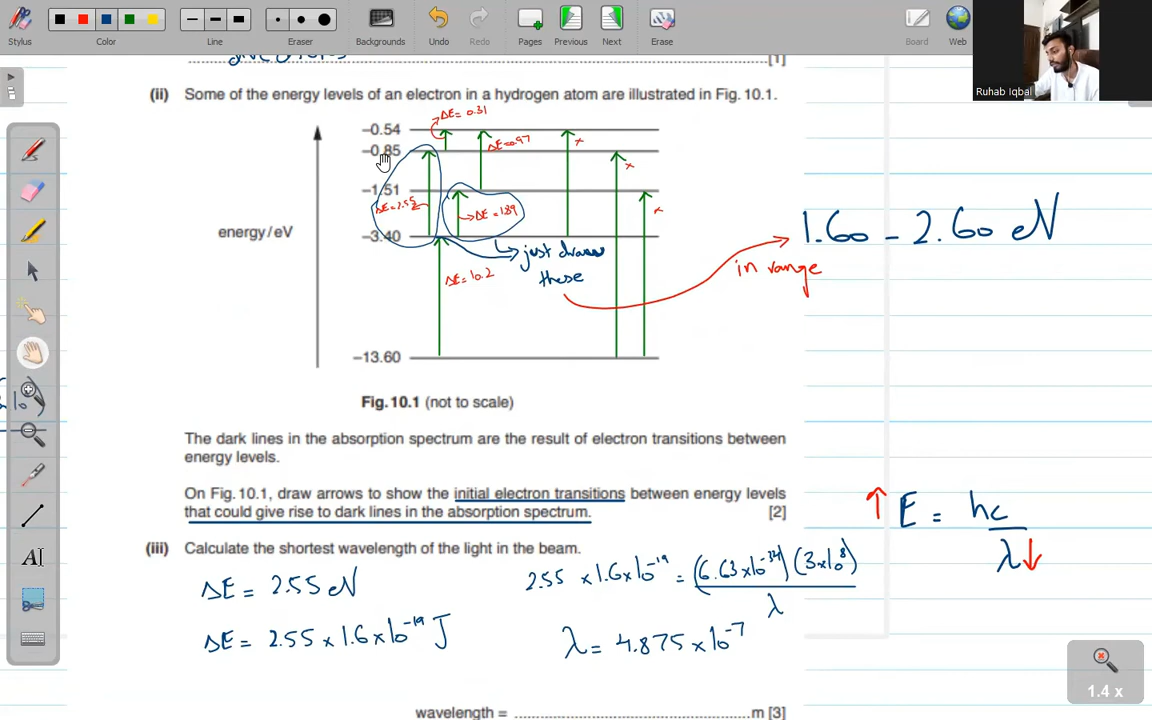 Stylus
Color
Line
Eraser
Backgrounds
Undo
Redo
Pages
Previous
Next
Erase
Board
Web
Ruhab Iqbal
[1]
(ii) Some of the energy levels of an electron in a hydrogen atom are illustrated in Fig. 10.1.
ΔE= 0.31
–0.54
ΔE=0.97
x
–0.85
x
–1.51
x
ΔE=2.55
ΔE=1.89
energy/eV
–3.40
just draw
these
ΔE=10.2
in range
1.60 - 2.60 eV
–13.60
Fig. 10.1 (not to scale)
The dark lines in the absorption spectrum are the result of electron transitions between
energy levels.
On Fig. 10.1, draw arrows to show the initial electron transitions between energy levels
that could give rise to dark lines in the absorption spectrum. [2]
↑ E = hc
λ↓
(iii) Calculate the shortest wavelength of the light in the beam.
ΔE = 2.55 eV
2.55 × 1.6×10⁻¹⁹ = (6.63×10⁻³⁴)(3×10⁸)
λ
ΔE = 2.55 × 1.6×10⁻¹⁹ J
λ = 4.875 × 10⁻⁷
wavelength = ................................ m [3]
1.4 x